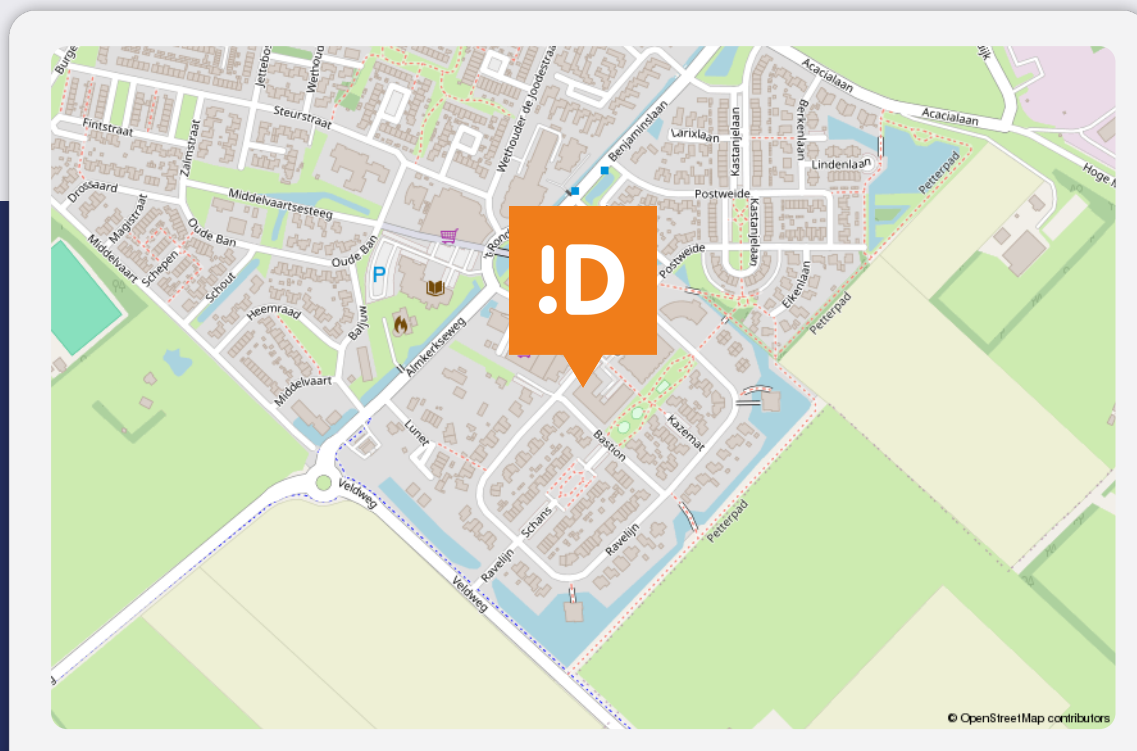 Burge
Jettebos
Wethoud
Wethouder de Joodestraa
Benjaminslaan
Acacialaan
Acacialaan
Hoge
Fintstraat
Steurstraat
Zalmstraat
Larixlaan
Kastanjelaan
Berkenlaan
Lindenlaan
Petterpad
Drossaard
Magistraat
Middelvaartsesteeg
Postweide
Kastanjelaan
Middelvaart
Schepen
Schout
Oude Ban
Oude Ban
't Rond
Postweide
Eikenlaan
Petterpad
P
!D
Heemraad
Baljuw
Almkerkseweg
Middelvaart
Lunet
Bastion
Kazemat
Veldweg
Schans
Ravelijn
Ravelijn
Petterpad
Veldweg
© OpenStreetMap contributors